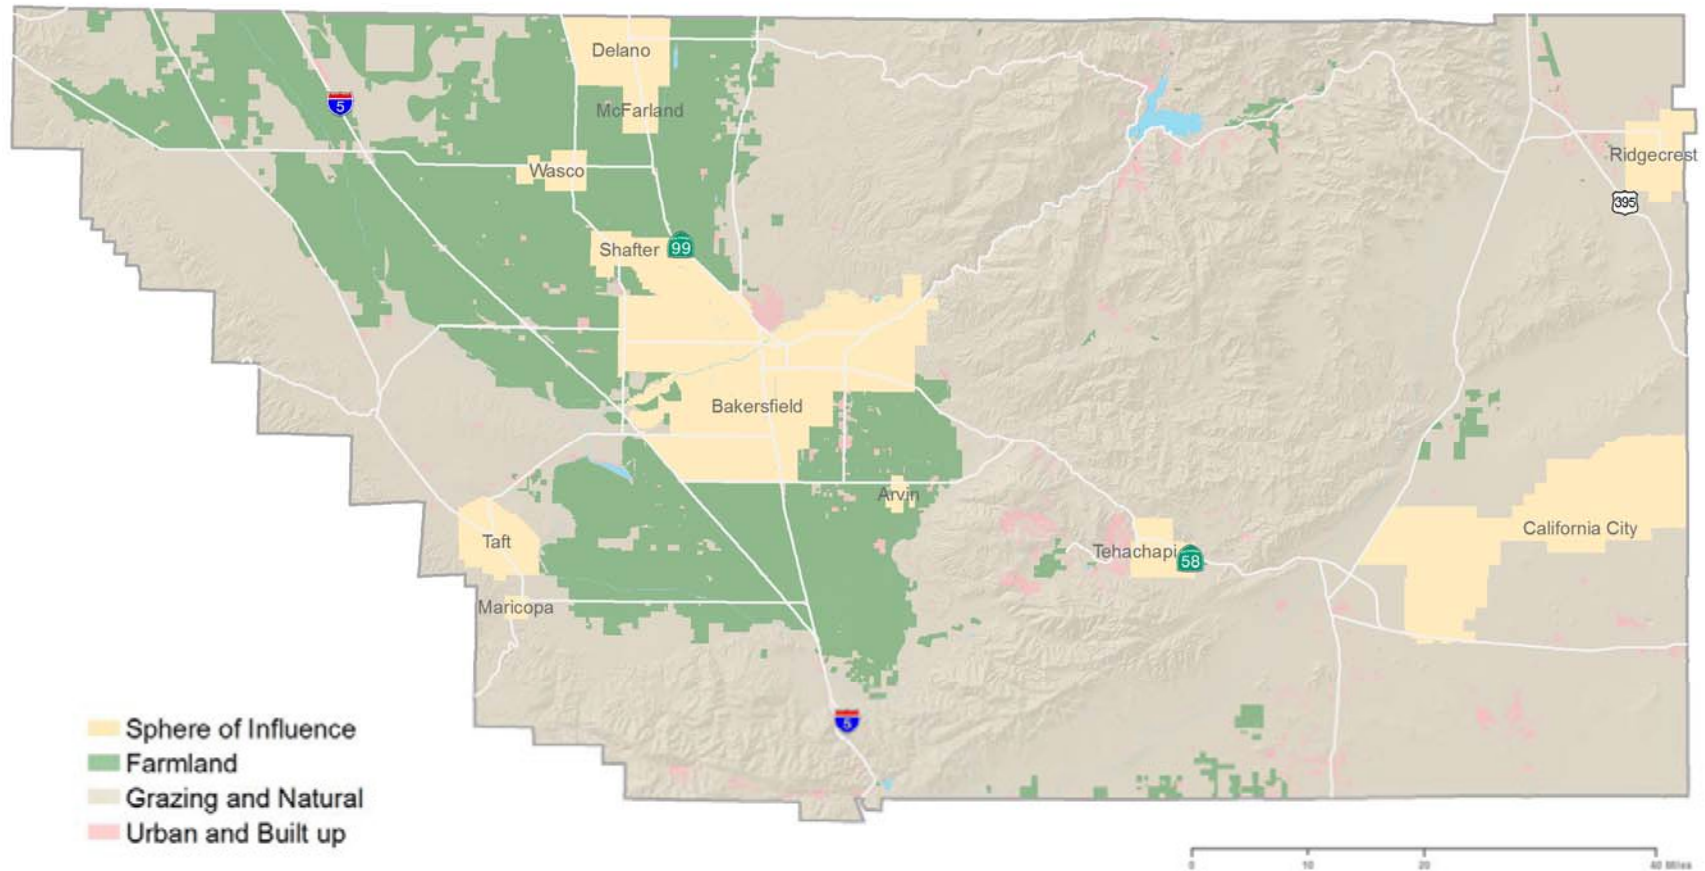 Delano
5
McFarland
Ridgecrest
Wasco
395
Shafter
99
Bakersfield
Arvin
California City
Taft
Tehachapi
58
Maricopa
5
Sphere of Influence
Farmland
Grazing and Natural
Urban and Built up
0 10 20 40 Miles